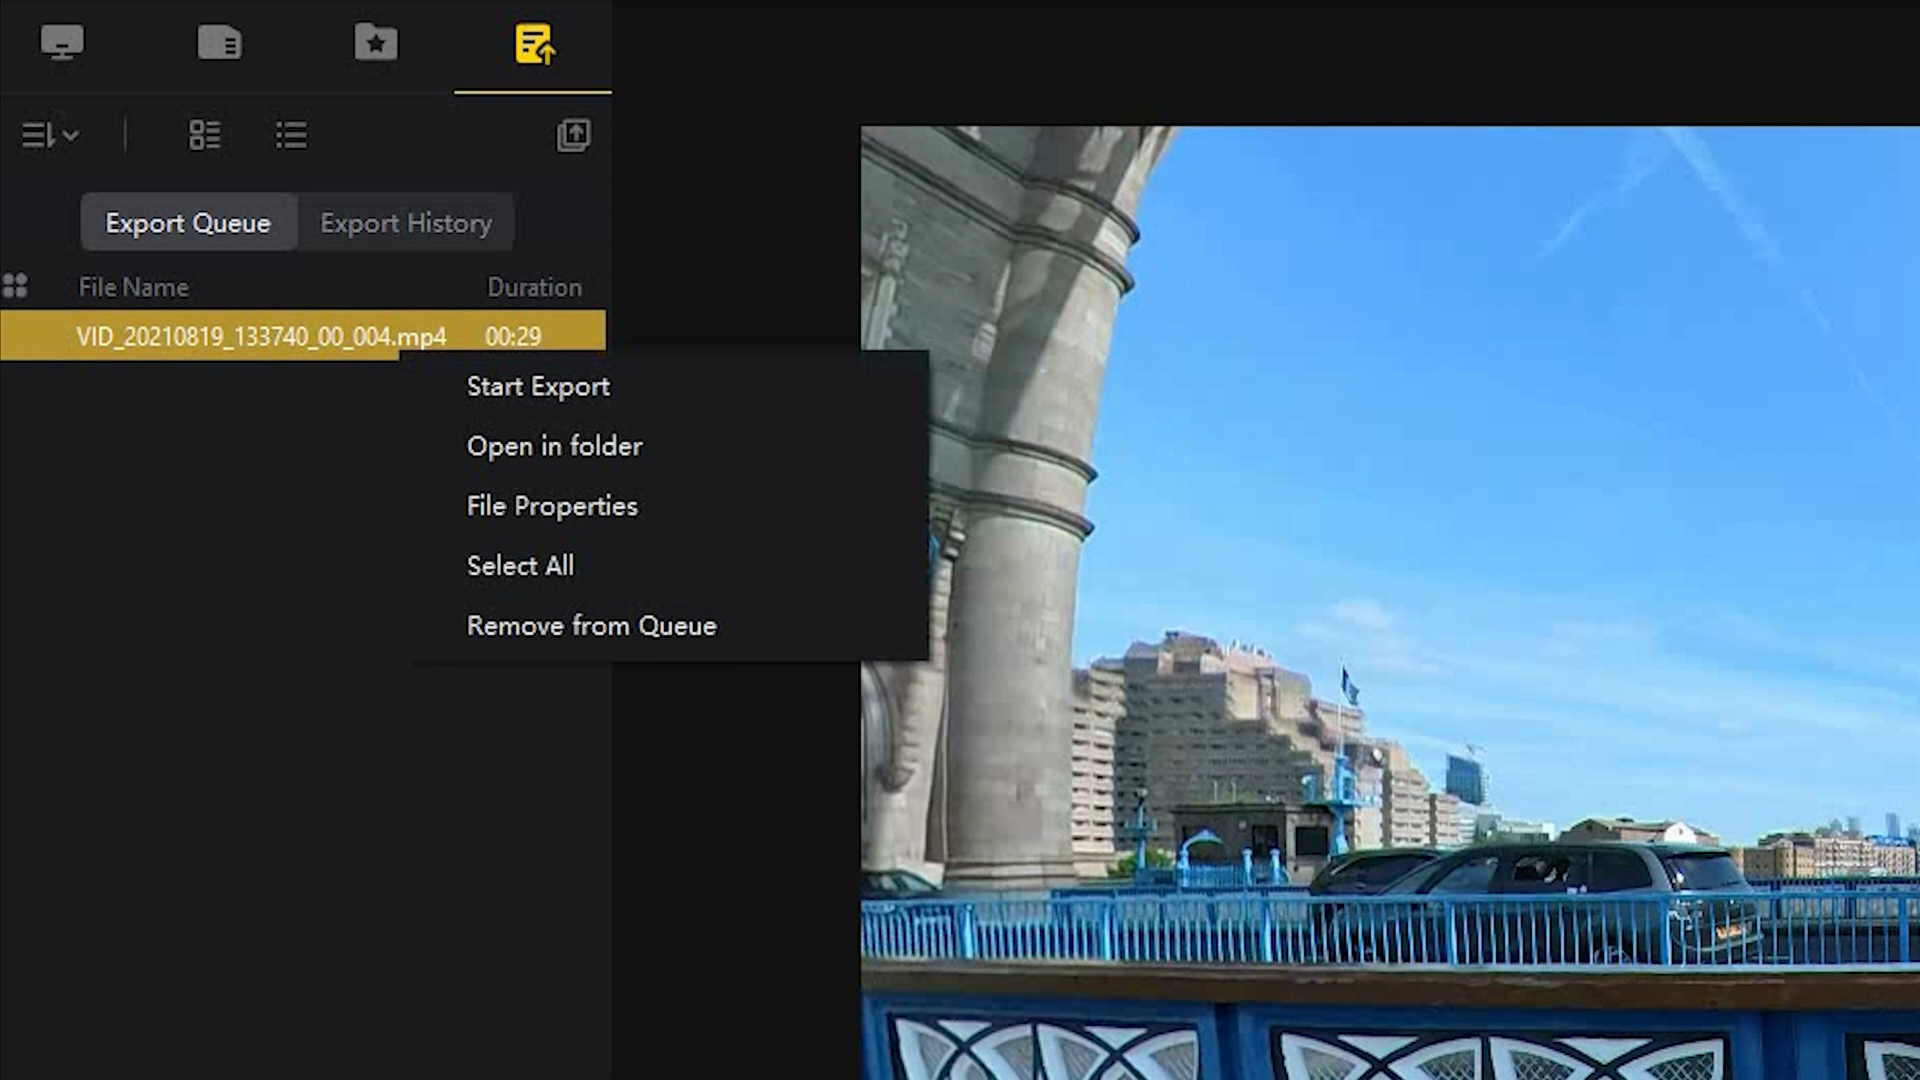 Export Queue Export History
File Name Duration
VID_20210819_133740_00_004.mp4 00:29
Start Export
Open in folder
File Properties
Select All
Remove from Queue